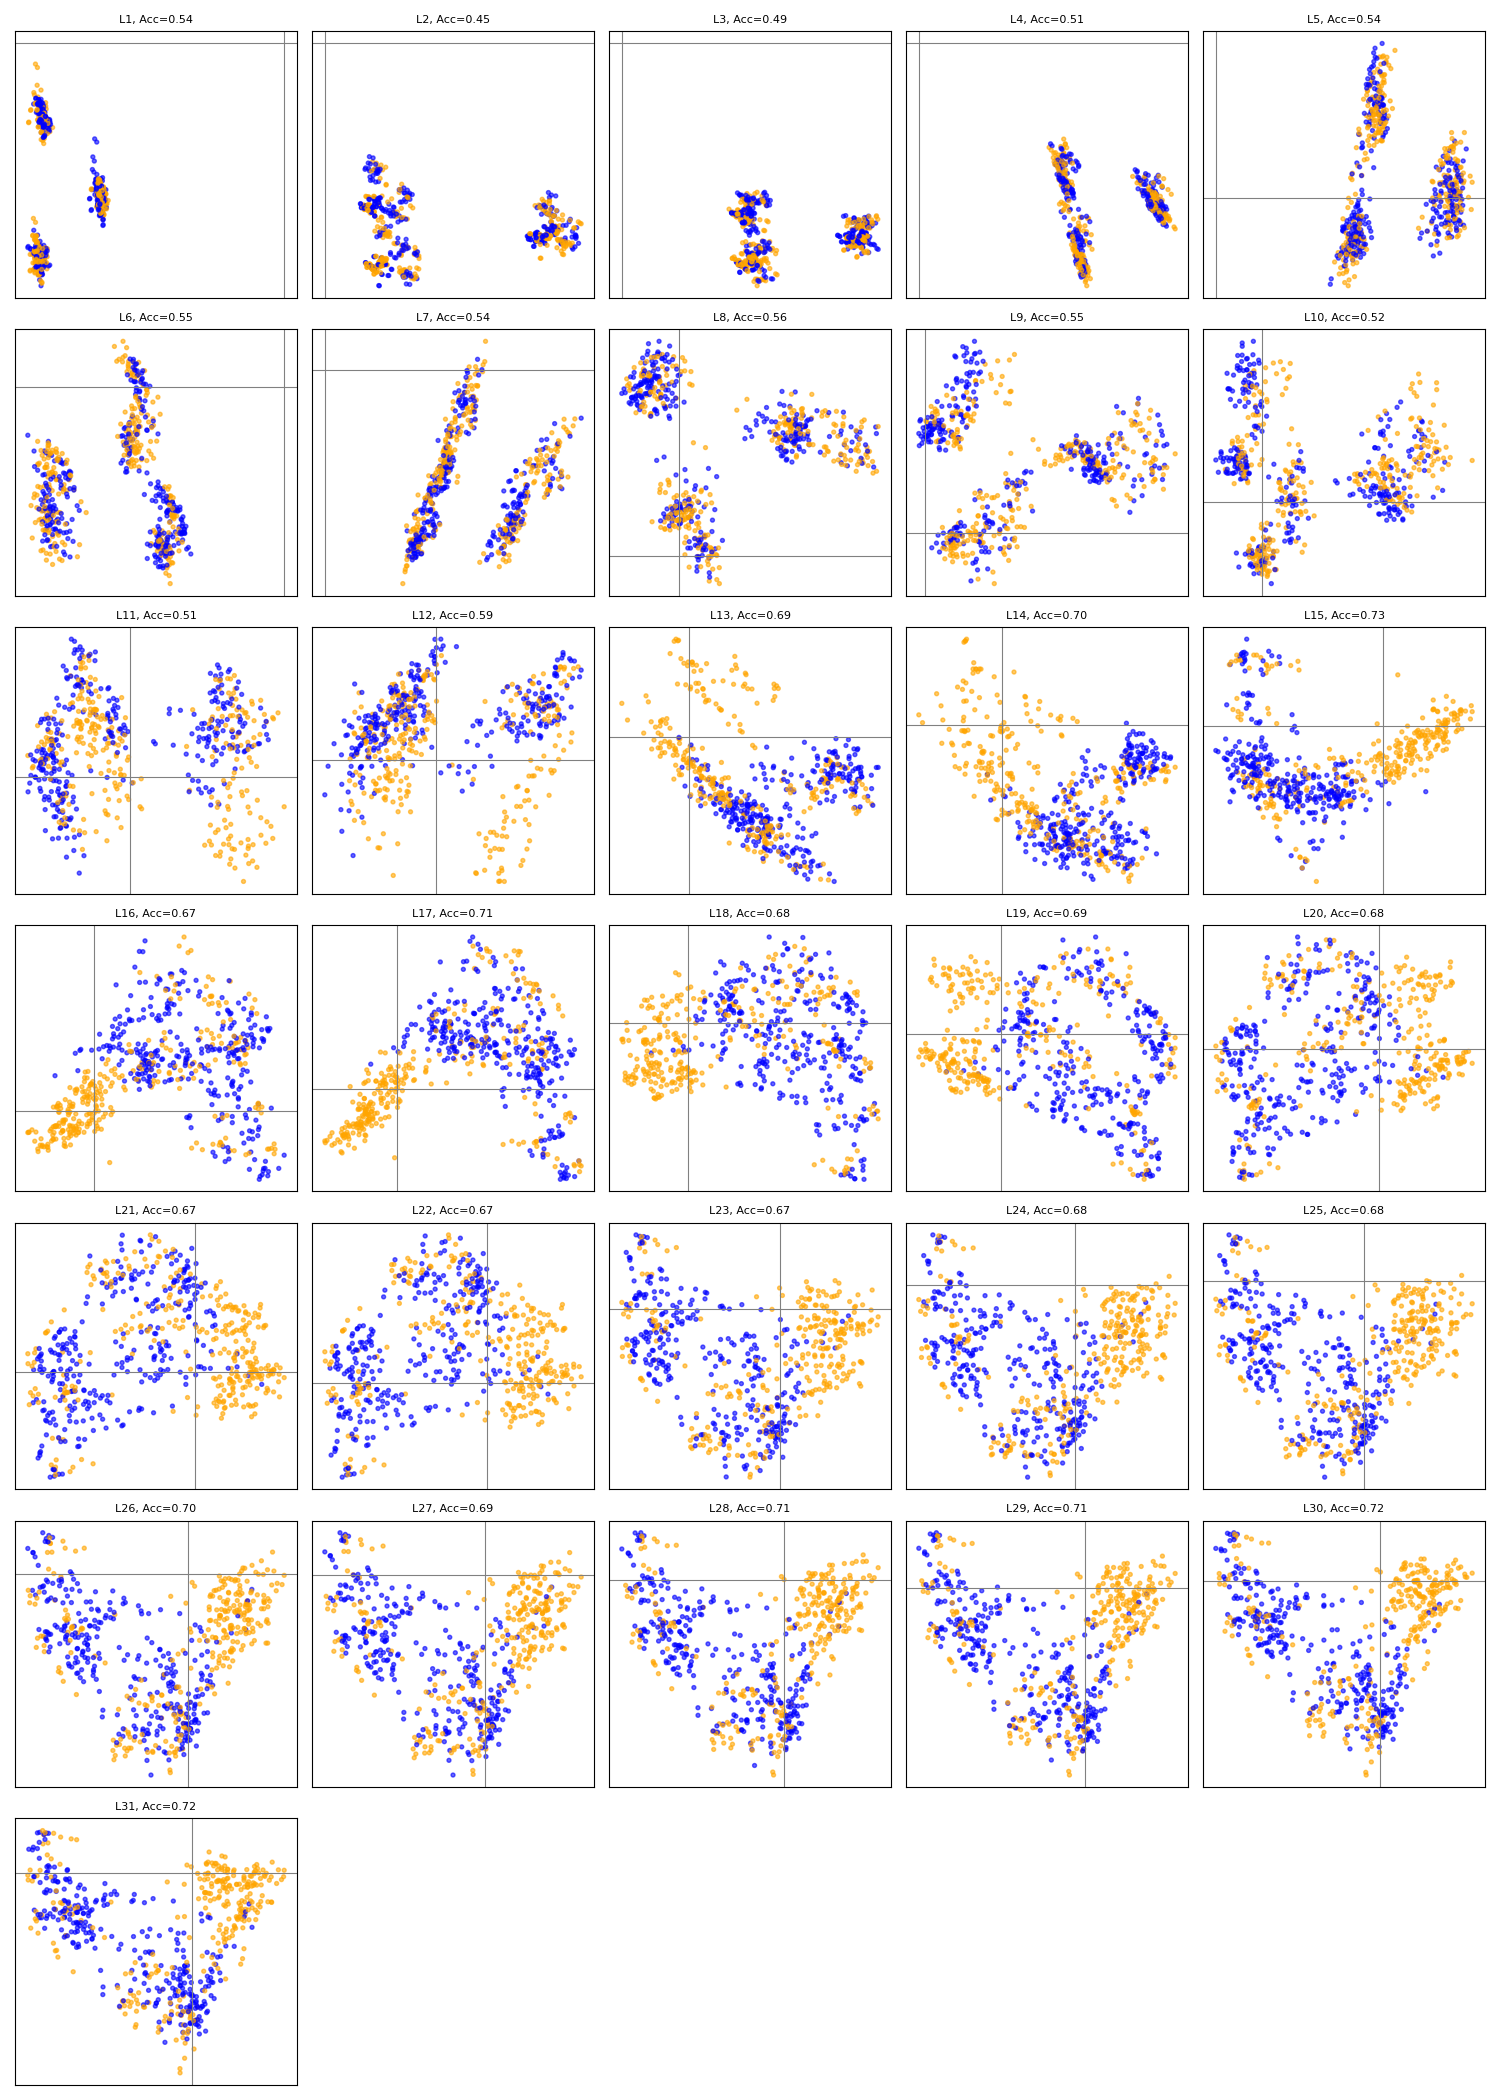 L1, Acc=0.54
L2, Acc=0.45
L3, Acc=0.49
L4, Acc=0.51
L5, Acc=0.54
L6, Acc=0.55
L7, Acc=0.54
L8, Acc=0.56
L9, Acc=0.55
L10, Acc=0.52
L11, Acc=0.51
L12, Acc=0.59
L13, Acc=0.69
L14, Acc=0.70
L15, Acc=0.73
L16, Acc=0.67
L17, Acc=0.71
L18, Acc=0.68
L19, Acc=0.69
L20, Acc=0.68
L21, Acc=0.67
L22, Acc=0.67
L23, Acc=0.67
L24, Acc=0.68
L25, Acc=0.68
L26, Acc=0.70
L27, Acc=0.69
L28, Acc=0.71
L29, Acc=0.71
L30, Acc=0.72
L31, Acc=0.72